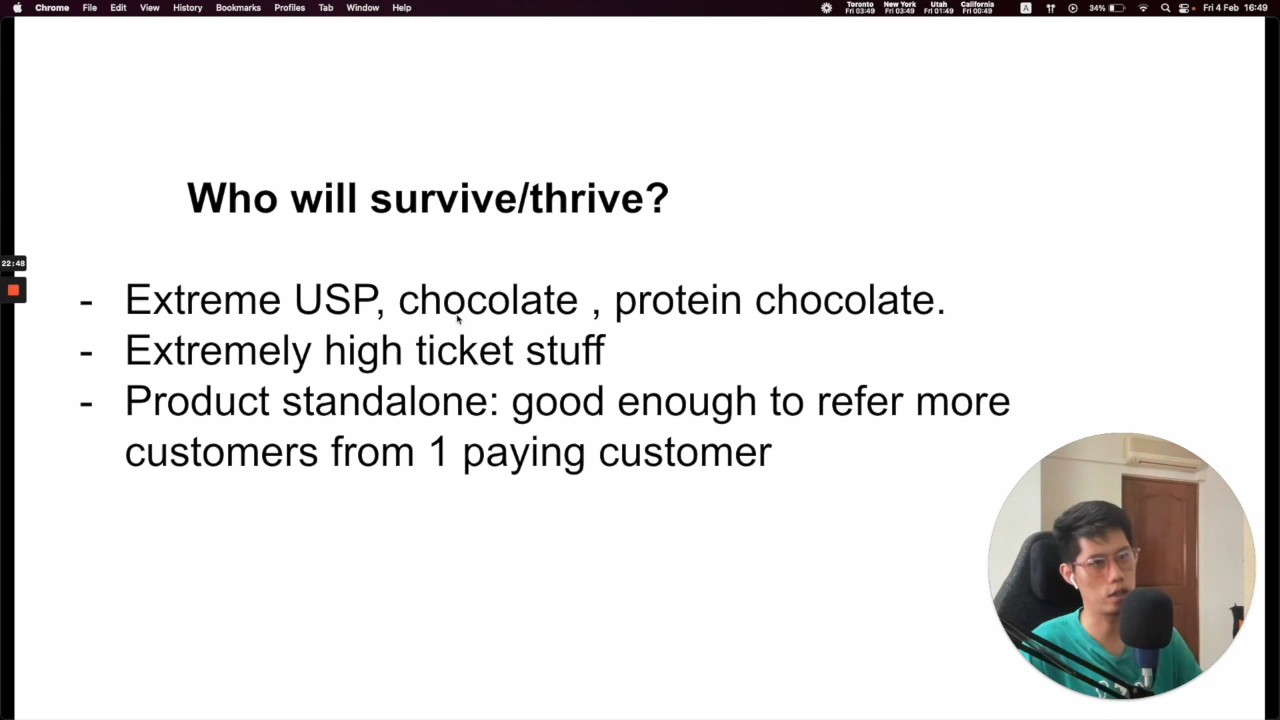 Chrome File Edit View History Bookmarks Profiles Tab Window Help
Toronto New York Utah California
Fri 03:49 Fri 03:49 Fri 01:49 Fri 00:49
A 34% Fri 4 Feb 16:49
Who will survive/thrive?
22:48
- Extreme USP, chocolate , protein chocolate.
- Extremely high ticket stuff
- Product standalone: good enough to refer more
customers from 1 paying customer